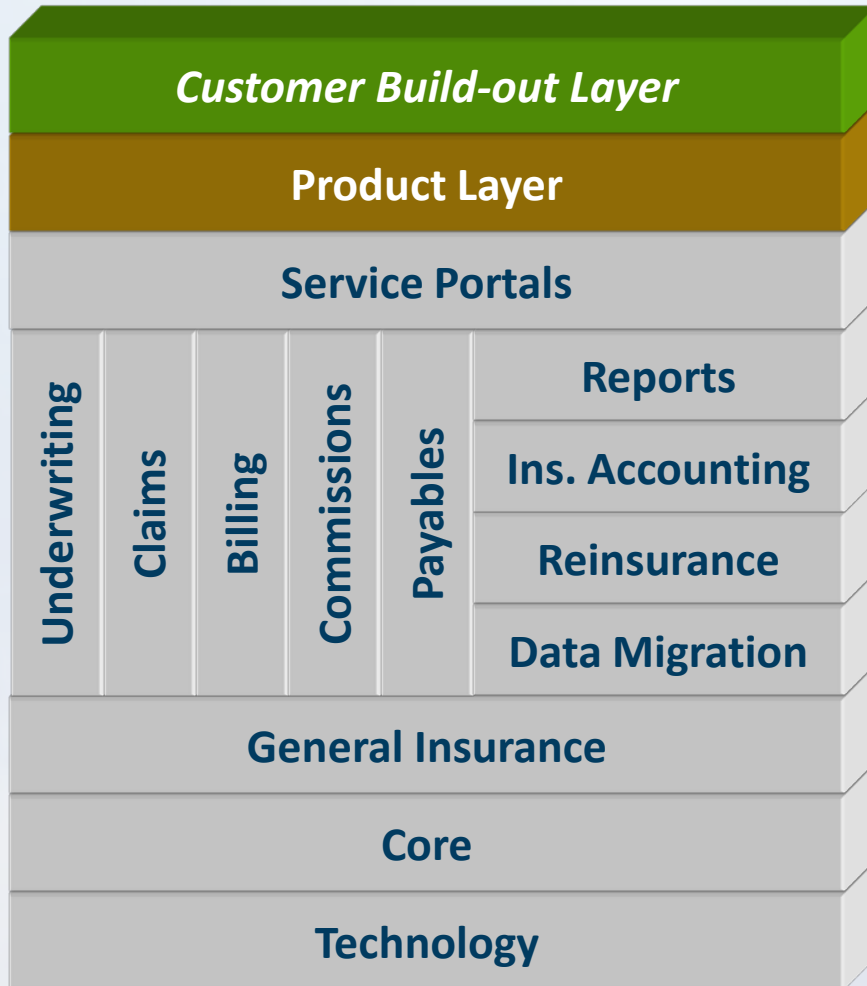 Customer Build-out Layer
Product Layer
Service Portals
Underwriting
Claims
Billing
Commissions
Payables
Reports
Ins. Accounting
Reinsurance
Data Migration
General Insurance
Core
Technology